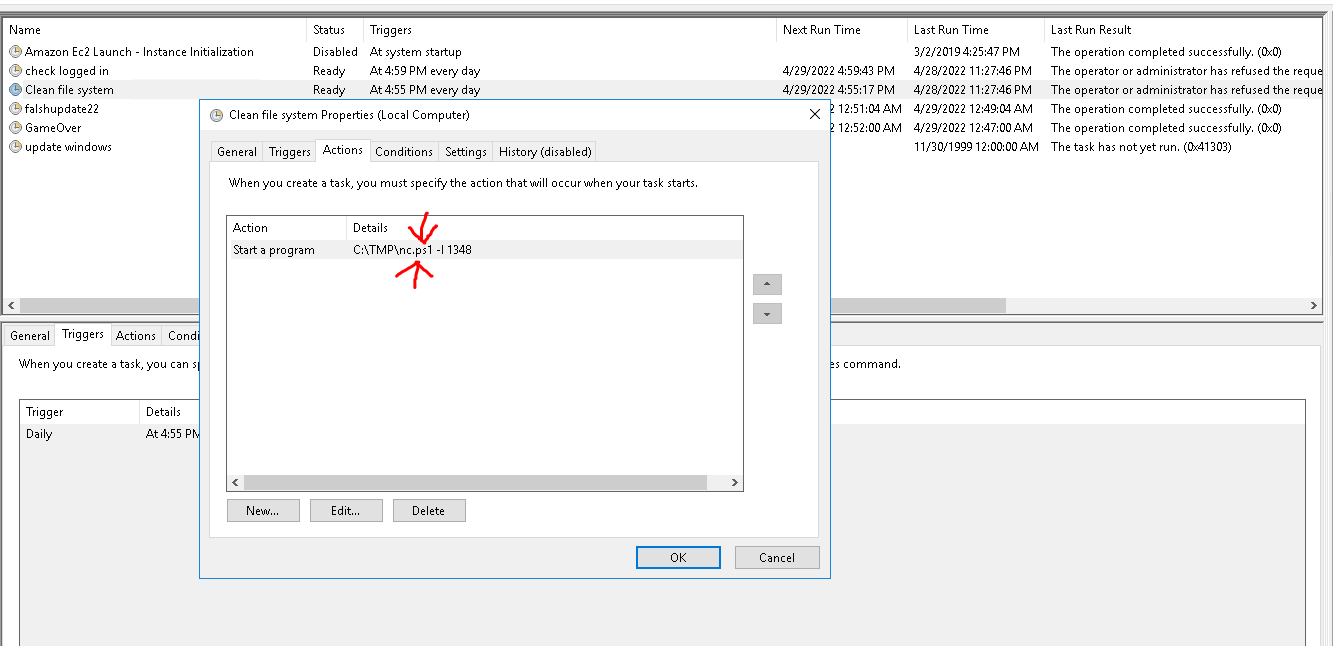 Name Status Triggers Next Run Time Last Run Time Last Run Result
Amazon Ec2 Launch - Instance Initialization Disabled At system startup 3/2/2019 4:25:47 PM The operation completed successfully. (0x0)
check logged in Ready At 4:59 PM every day 4/29/2022 4:59:43 PM 4/28/2022 11:27:46 PM The operator or administrator has refused the reque
Clean file system Ready At 4:55 PM every day 4/29/2022 4:55:17 PM 4/28/2022 11:27:46 PM The operator or administrator has refused the reque
falshupdate22 2 12:51:04 AM 4/29/2022 12:49:04 AM The operation completed successfully. (0x0)
GameOver 2 12:52:00 AM 4/29/2022 12:47:00 AM The operation completed successfully. (0x0)
update windows 11/30/1999 12:00:00 AM The task has not yet run. (0x41303)
Clean file system Properties (Local Computer)
General Triggers Actions Conditions Settings History (disabled)
When you create a task, you must specify the action that will occur when your task starts.
Action Details
Start a program C:\TMP\nc.ps1 -l 1348
New... Edit... Delete
OK Cancel
General Triggers Actions Condi
When you create a task, you can sp es command.
Trigger Details
Daily At 4:55 PM